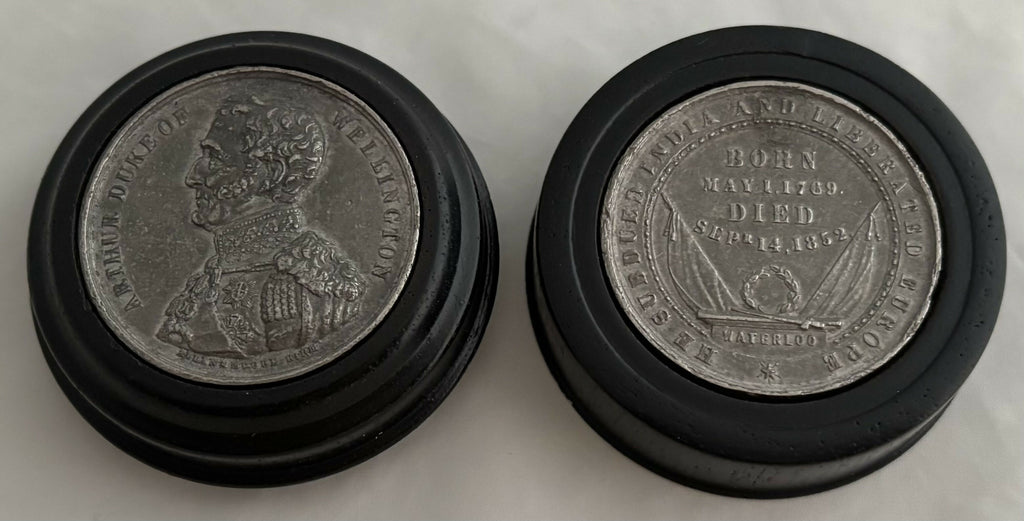 ARTHUR DUKE OF WELLINGTON
HE SUBDUED INDIA AND LIBERATED EUROPE
BORN
MAY 1. 1769.
DIED
SEPR 14, 1852
WATERLOO